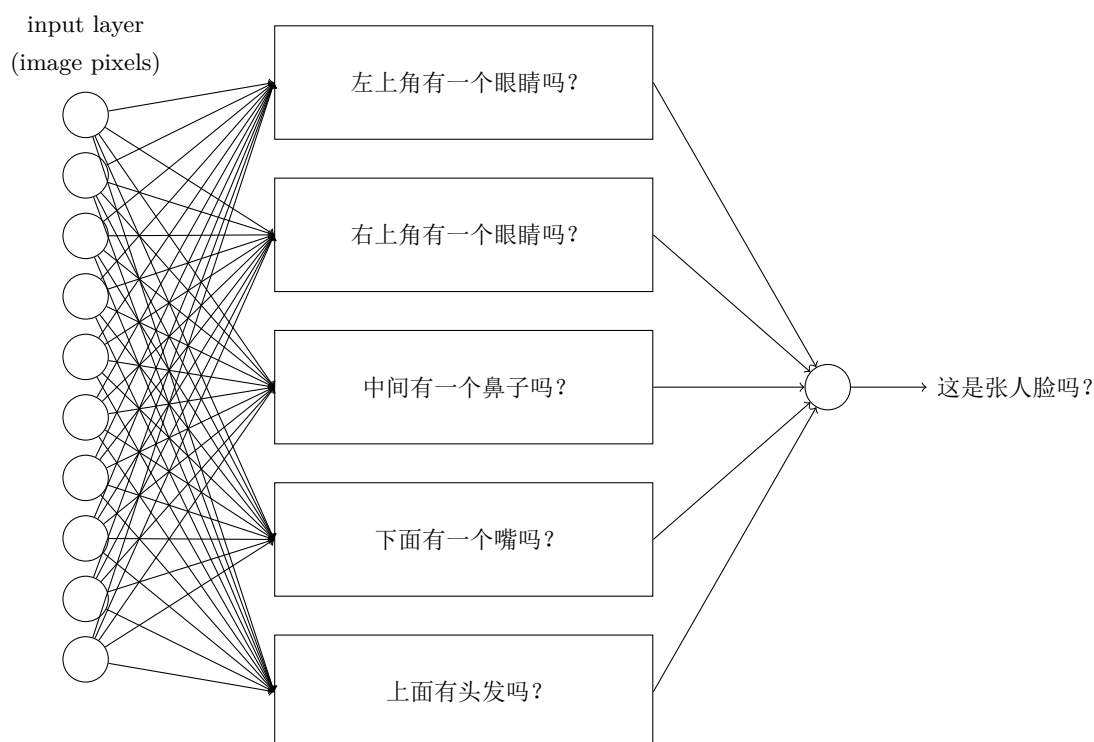 input layer
(image pixels)
左上角有一个眼睛吗？
右上角有一个眼睛吗？
中间有一个鼻子吗？
下面有一个嘴吗？
上面有头发吗？
这是张人脸吗？